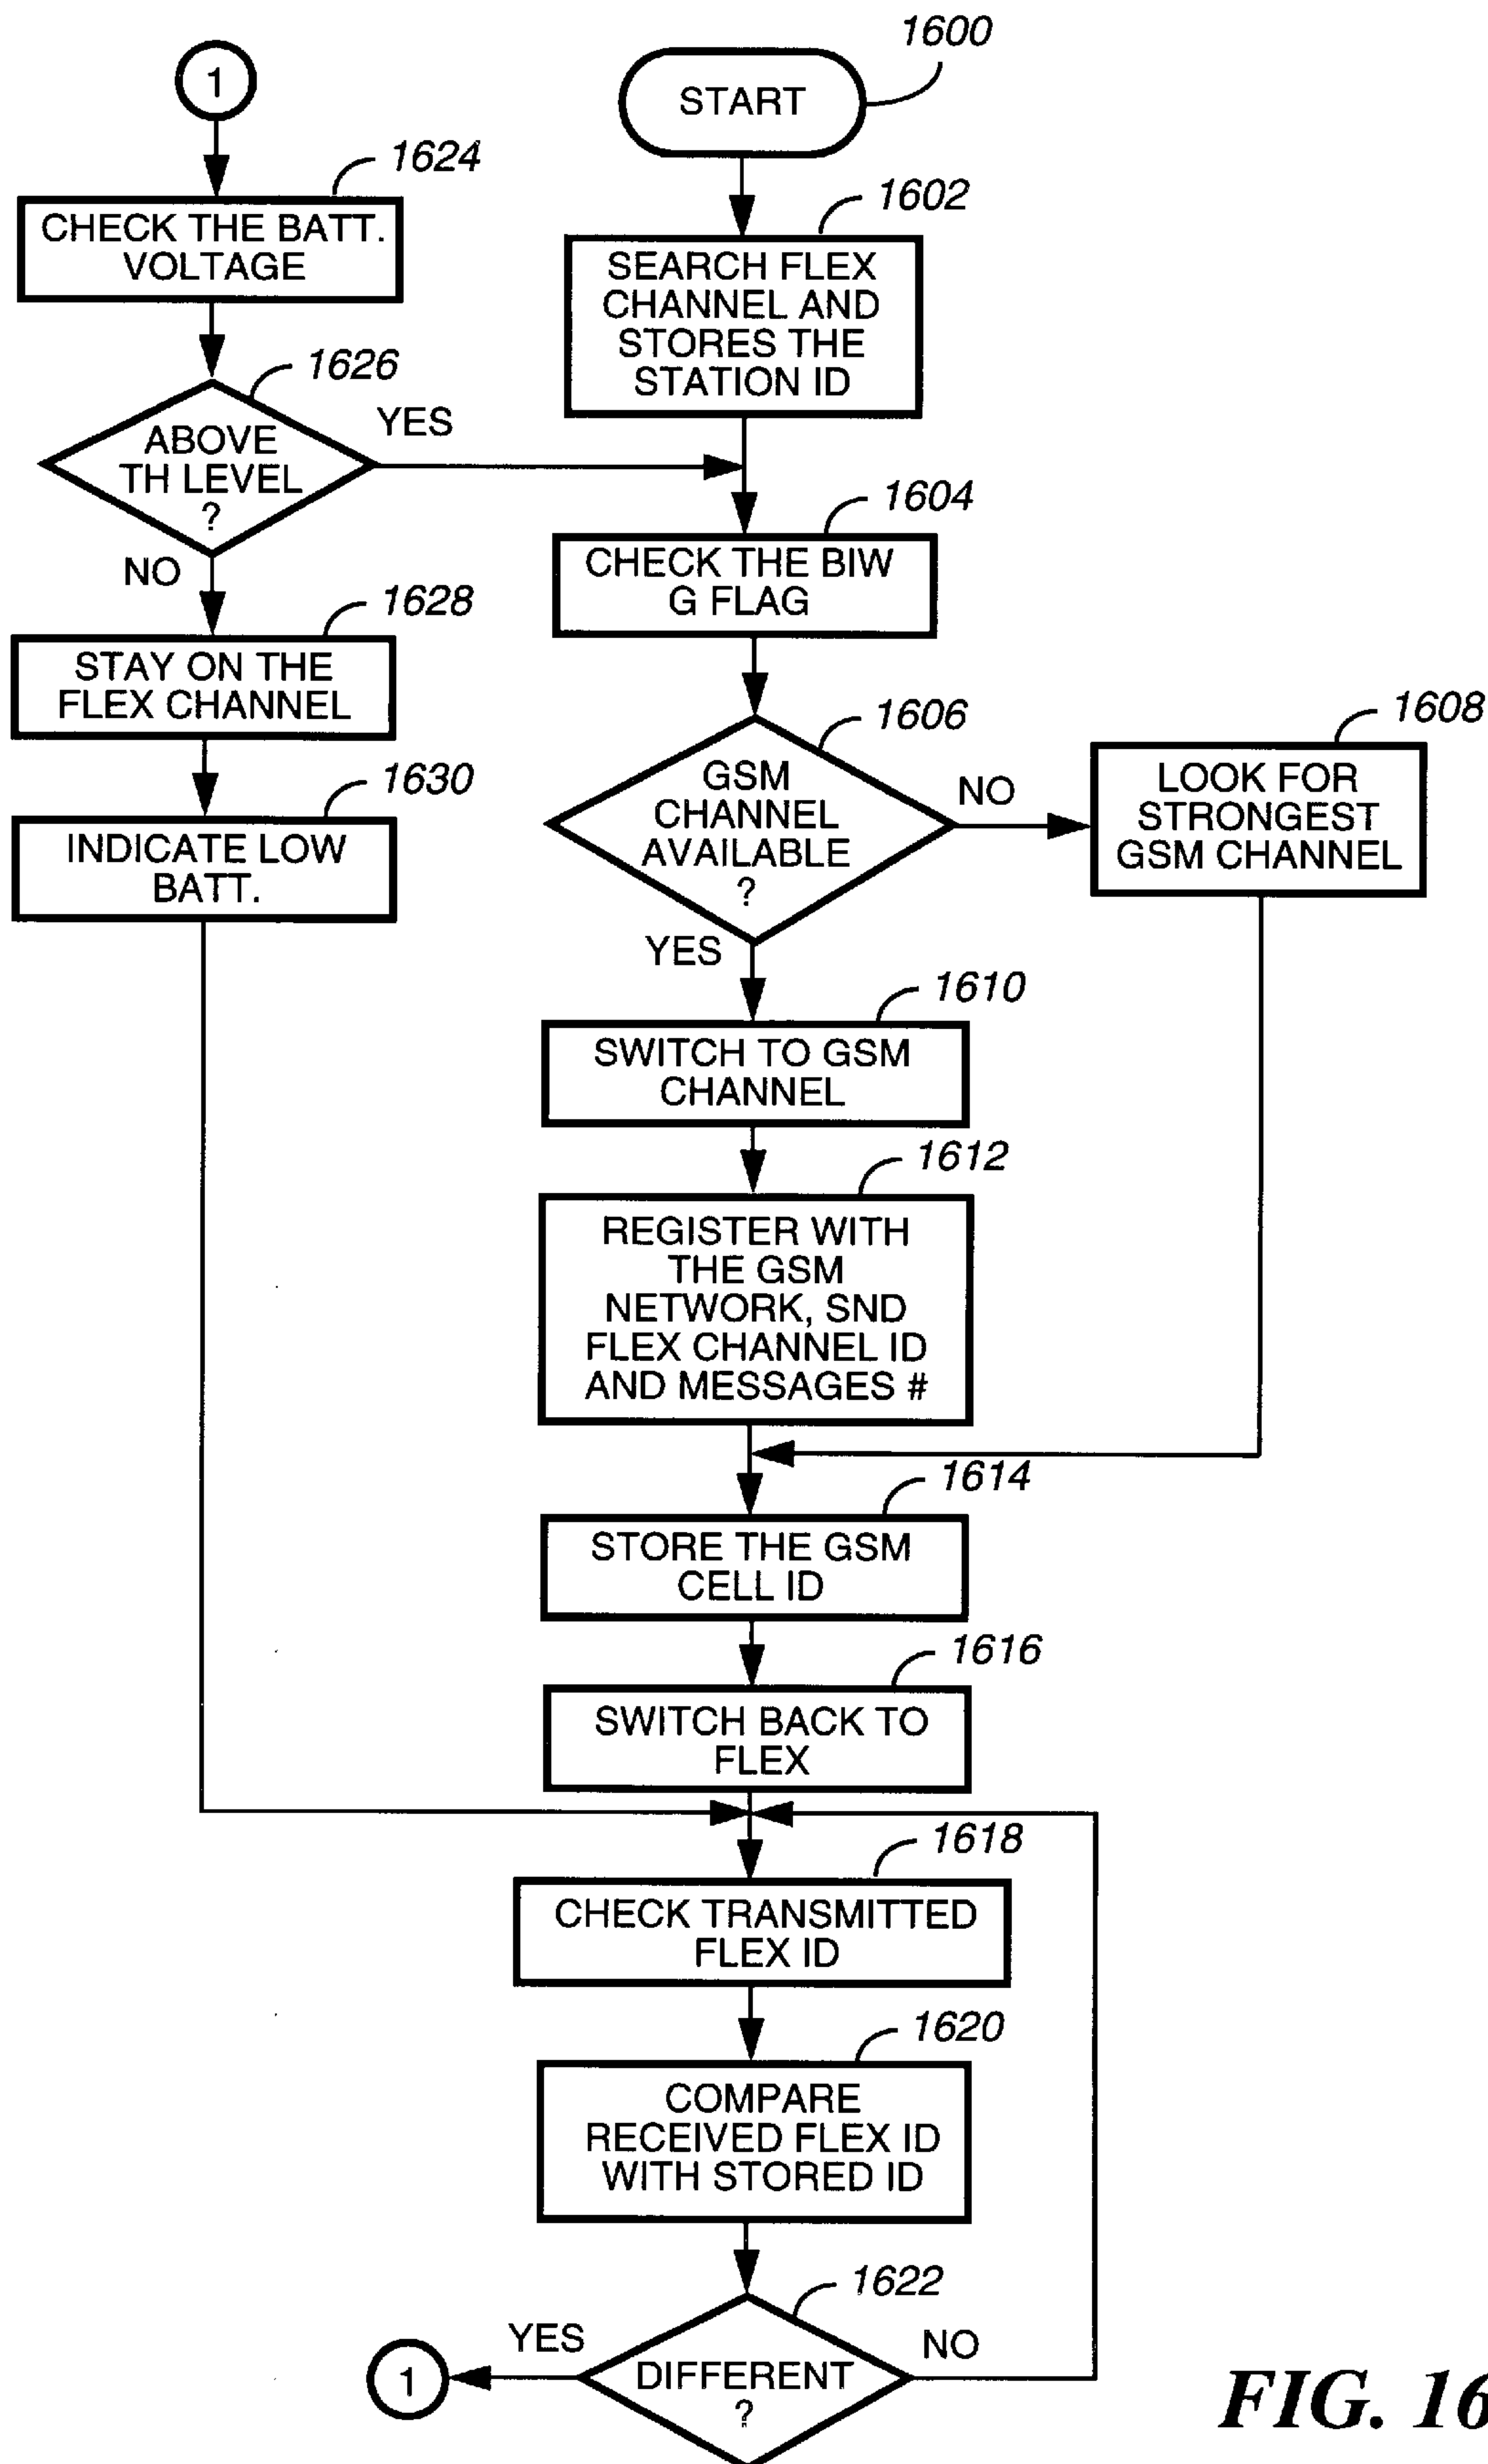 1
1624
CHECK THE BATT.
VOLTAGE
1626
ABOVE
TH LEVEL
?
YES
NO
1628
STAY ON THE
FLEX CHANNEL
1630
INDICATE LOW
BATT.
START
1600
1602
SEARCH FLEX
CHANNEL AND
STORES THE
STATION ID
1604
CHECK THE BIW
G FLAG
1606
GSM
CHANNEL
AVAILABLE
?
NO
1608
LOOK FOR
STRONGEST
GSM CHANNEL
YES
1610
SWITCH TO GSM
CHANNEL
1612
REGISTER WITH
THE GSM
NETWORK, SND
FLEX CHANNEL ID
AND MESSAGES #
1614
STORE THE GSM
CELL ID
1616
SWITCH BACK TO
FLEX
1618
CHECK TRANSMITTED
FLEX ID
1620
COMPARE
RECEIVED FLEX ID
WITH STORED ID
1622
DIFFERENT
?
YES
NO
1
FIG. 16